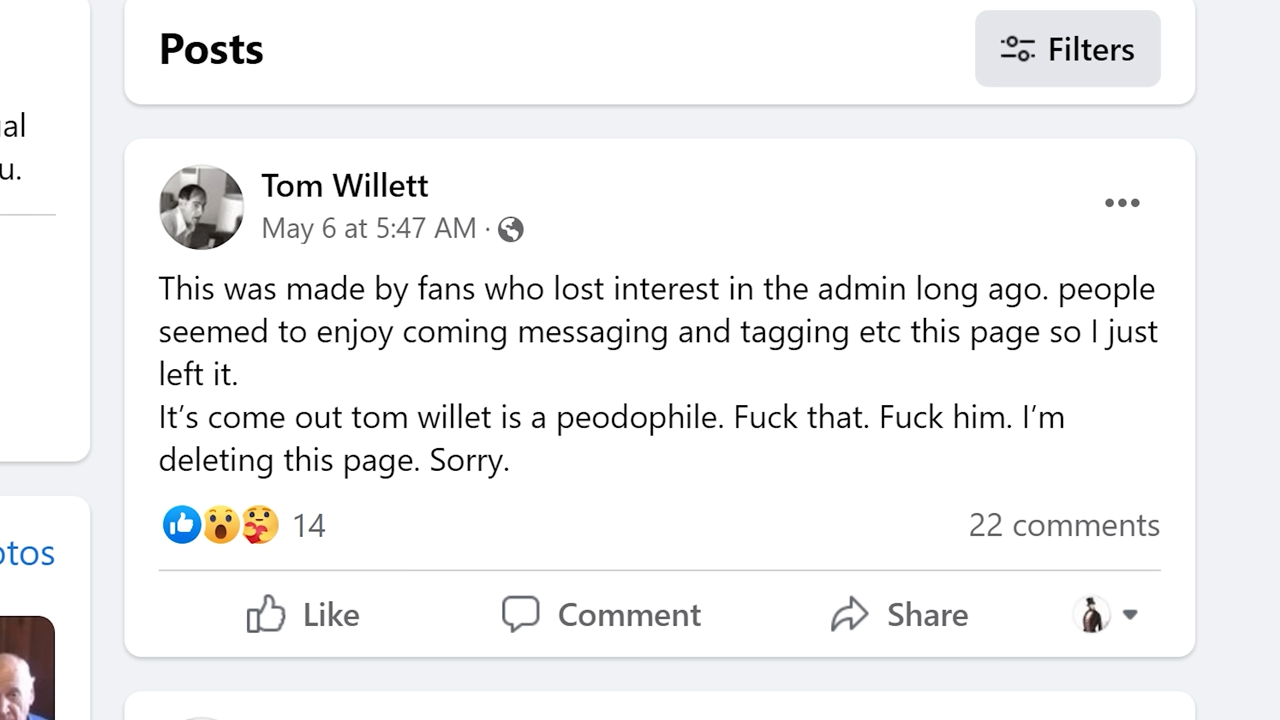 Posts
Filters
ual
u.
Tom Willett
May 6 at 5:47 AM ·
This was made by fans who lost interest in the admin long ago. people
seemed to enjoy coming messaging and tagging etc this page so I just
left it.
It’s come out tom willet is a peodophile. Fuck that. Fuck him. I’m
deleting this page. Sorry.
14
22 comments
otos
Like
Comment
Share